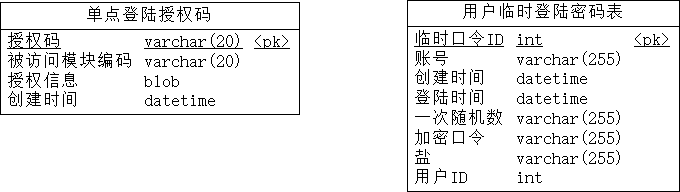 单点登陆授权码
授权码 varchar(20) <pk>
被访问模块编码 varchar(20)
授权信息 blob
创建时间 datetime
用户临时登陆密码表
临时口令ID int <pk>
账号 varchar(255)
创建时间 datetime
登陆时间 datetime
一次随机数 varchar(255)
加密口令 varchar(255)
盐 varchar(255)
用户ID int